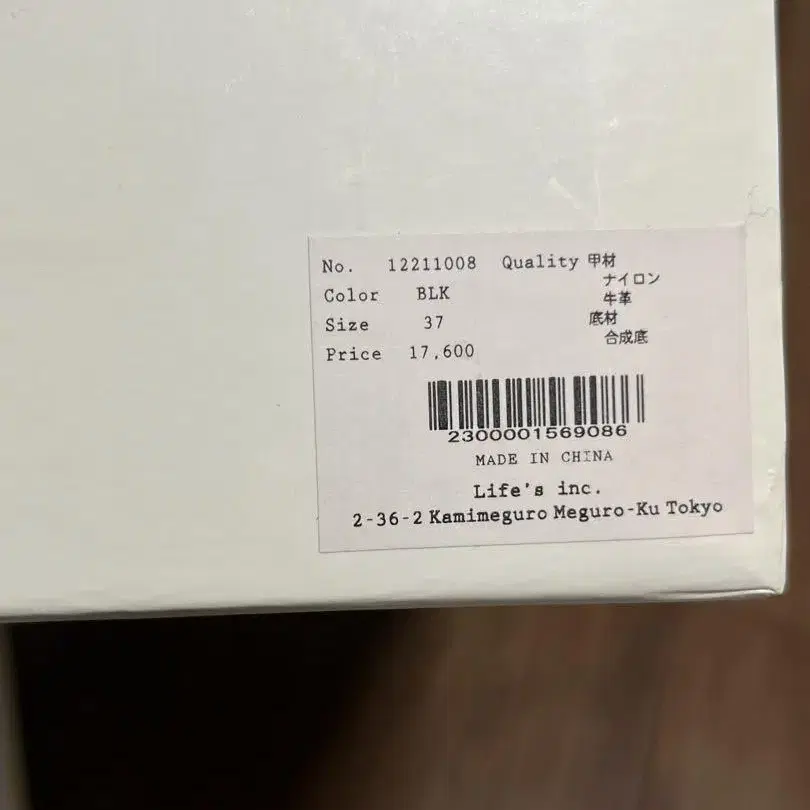 No. 12211008 Quality 甲材
ナイロン
Color BLK
牛革
Size 37
底材
合成底
Price 17,600
2300001569086
MADE IN CHINA
Life's inc.
2-36-2 Kamimeguro Meguro-Ku Tokyo